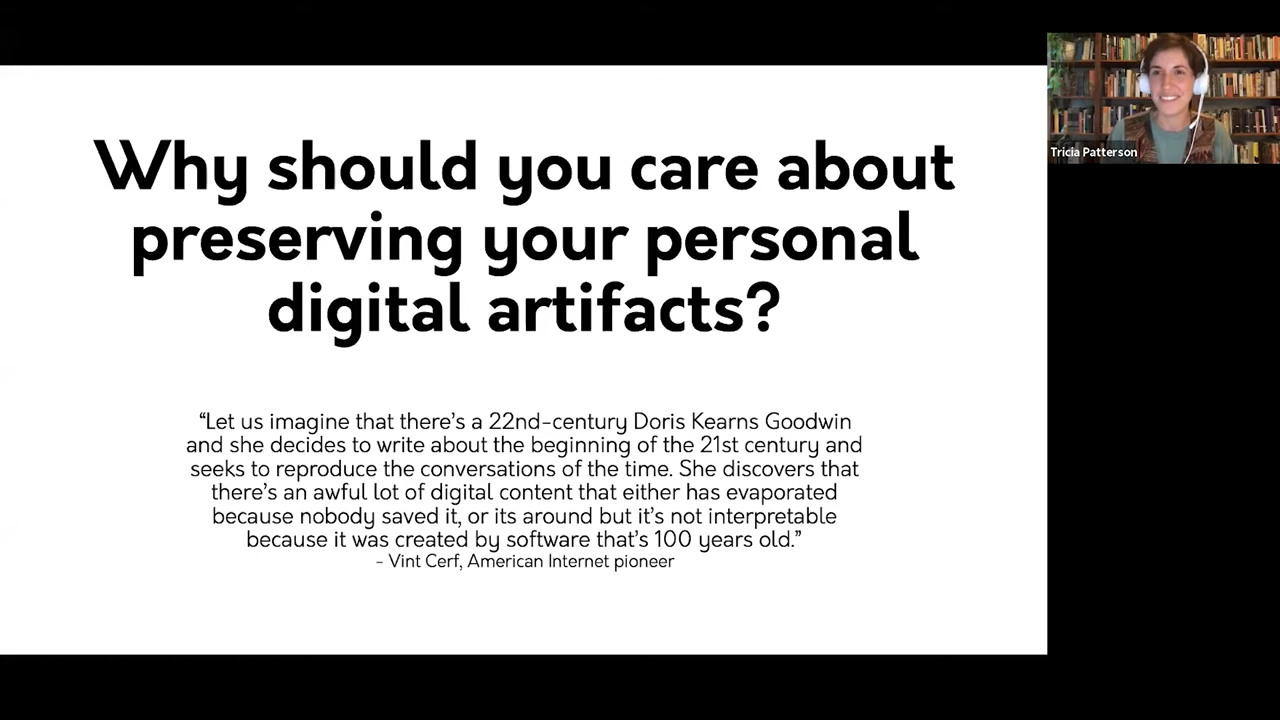 Why should you care about
preserving your personal
digital artifacts?
“Let us imagine that there’s a 22nd-century Doris Kearns Goodwin
and she decides to write about the beginning of the 21st century and
seeks to reproduce the conversations of the time. She discovers that
there’s an awful lot of digital content that either has evaporated
because nobody saved it, or its around but it’s not interpretable
because it was created by software that’s 100 years old.”
- Vint Cerf, American Internet pioneer
Tricia Patterson